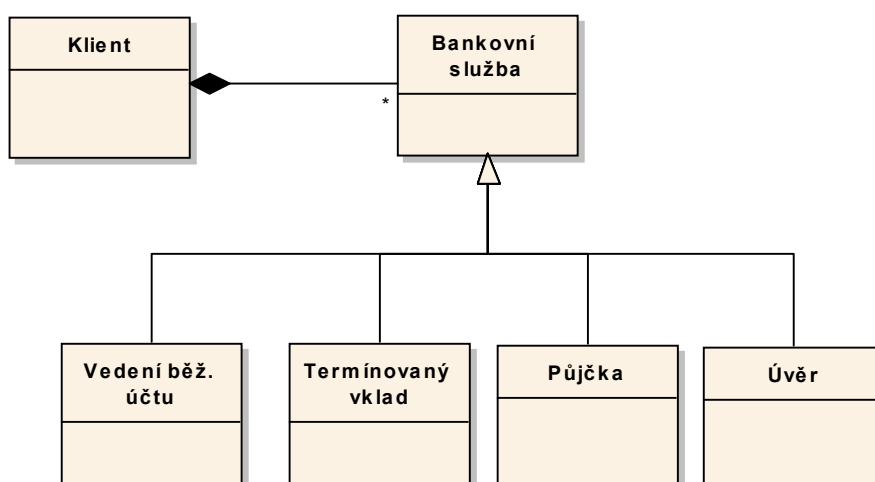 Klient
Bankovní
služba
*
Vedení běž.
účtu
Termínovaný
vklad
Půjčka
Úvěr